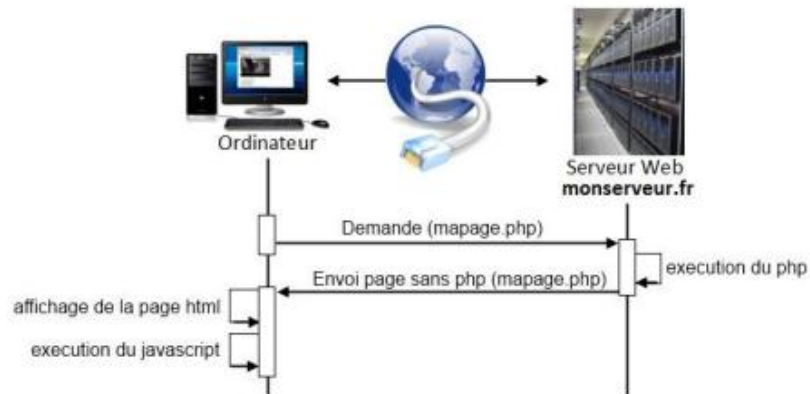 Ordinateur
Serveur Web
monserveur.fr
Demande (mapage.php)
execution du php
Envoi page sans php (mapage.php)
affichage de la page html
execution du javascript